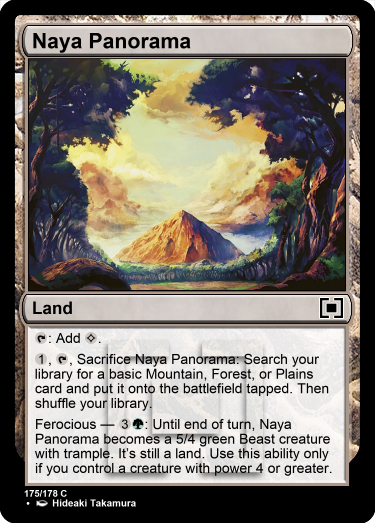 Naya Panorama
Land
: Add .
1, , Sacrifice Naya Panorama: Search your
library for a basic Mountain, Forest, or Plains
card and put it onto the battlefield tapped. Then
shuffle your library.
Ferocious — 3 : Until end of turn, Naya
Panorama becomes a 5/4 green Beast creature
with trample. It's still a land. Use this ability only
if you control a creature with power 4 or greater.
175/178 C
• Hideaki Takamura